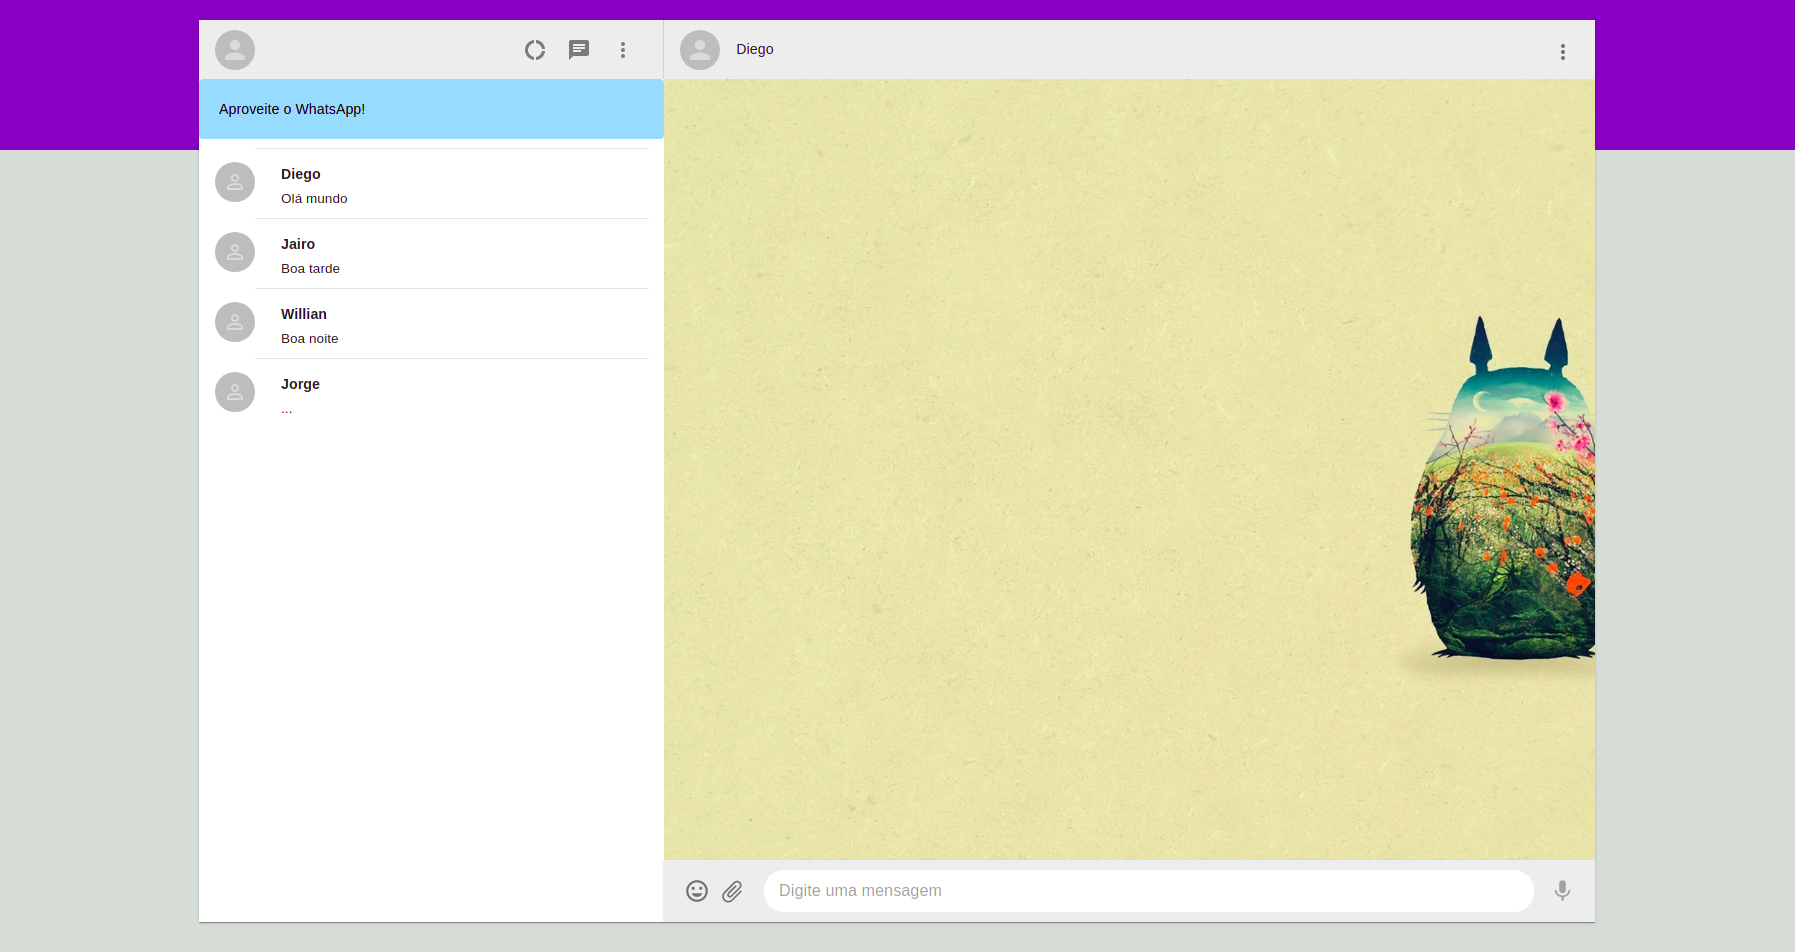 Diego
Aproveite o WhatsApp!
Diego
Olá mundo
Jairo
Boa tarde
Willian
Boa noite
Jorge
...
Digite uma mensagem